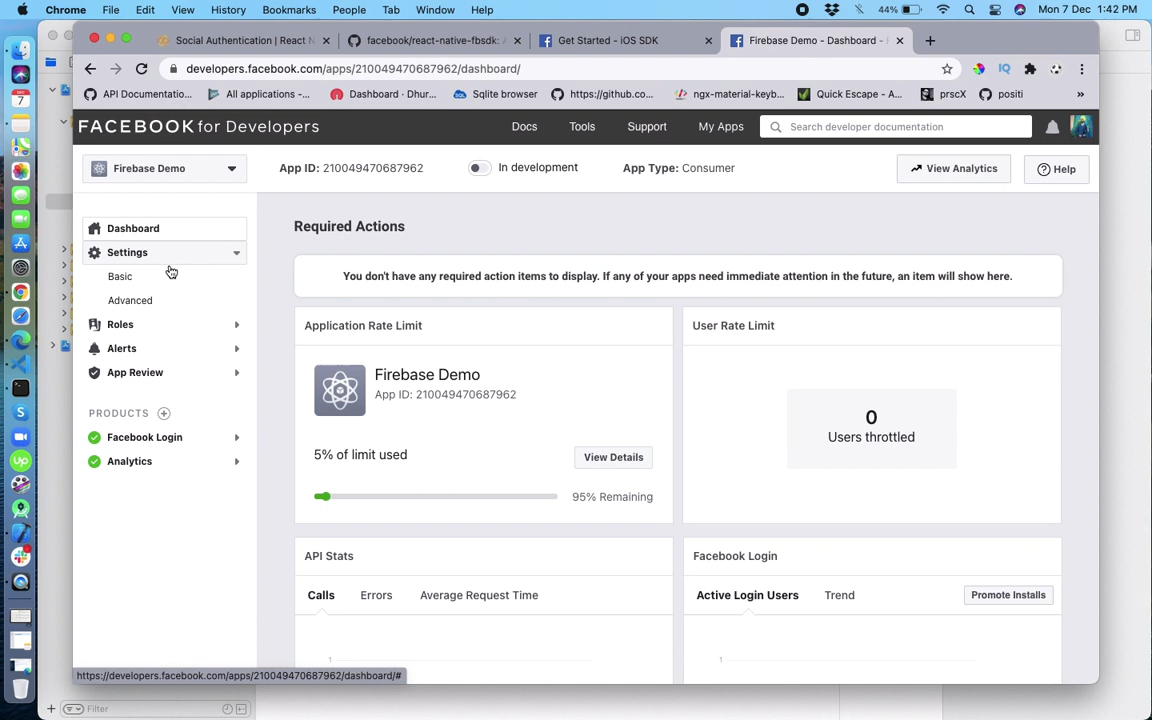 Chrome File Edit View History Bookmarks People Tab Window Help 44% Mon 7 Dec 1:42 PM
Social Authentication | React N
facebook/react-native-fbsdk: A
Get Started - iOS SDK
Firebase Demo - Dashboard - F
developers.facebook.com/apps/210049470687962/dashboard/
API Documentatio... All applications -... Dashboard · Dhur... Sqlite browser https://github.co... ngx-material-keyb... Quick Escape - A... prscX positi »
FACEBOOK for Developers Docs Tools Support My Apps Search developer documentation
Firebase Demo App ID: 210049470687962 In development App Type: Consumer View Analytics Help
Dashboard
Settings
Basic
Advanced
Roles
Alerts
App Review
PRODUCTS
Facebook Login
Analytics
Required Actions
You don't have any required action items to display. If any of your apps need immediate attention in the future, an item will show here.
Application Rate Limit
Firebase Demo
App ID: 210049470687962
5% of limit used
View Details
95% Remaining
User Rate Limit
0
Users throttled
API Stats
Calls Errors Average Request Time
1
Facebook Login
Active Login Users Trend Promote Installs
1
https://developers.facebook.com/apps/210049470687962/dashboard/#
Filter